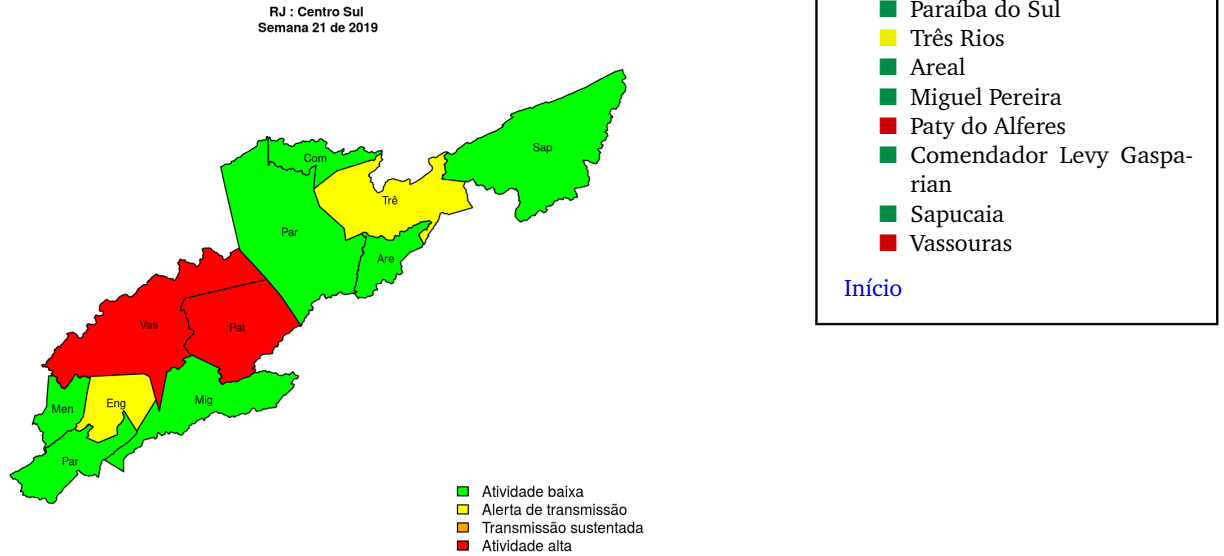 RJ : Centro Sul
Semana 21 de 2019
Sap
Com
Trê
Par
Are
Vas
Pat
Men
Eng
Mig
Par
Atividade baixa
Alerta de transmissão
Transmissão sustentada
Atividade alta
Paraíba do Sul
Três Rios
Areal
Miguel Pereira
Paty do Alferes
Comendador Levy Gaspa-
rian
Sapucaia
Vassouras
Início